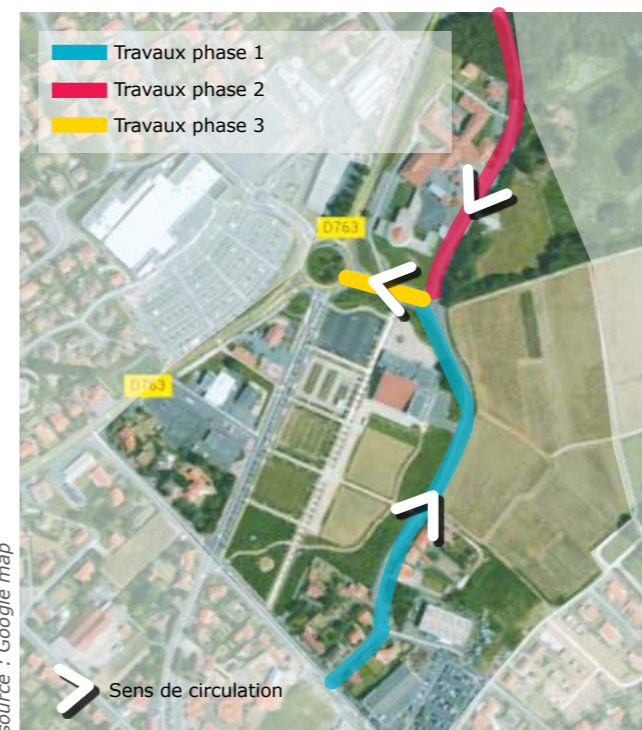 Travaux phase 1
Travaux phase 2
Travaux phase 3
D763
D763
Sens de circulation
source : Google map